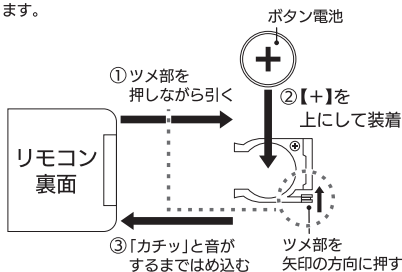 ます。
ボタン電池
①ツメ部を
押しながら引く
②【＋】を
上にして装着
リモコン
裏面
③「カチッ」と音が
するまではめ込む
ツメ部を
矢印の方向に押す